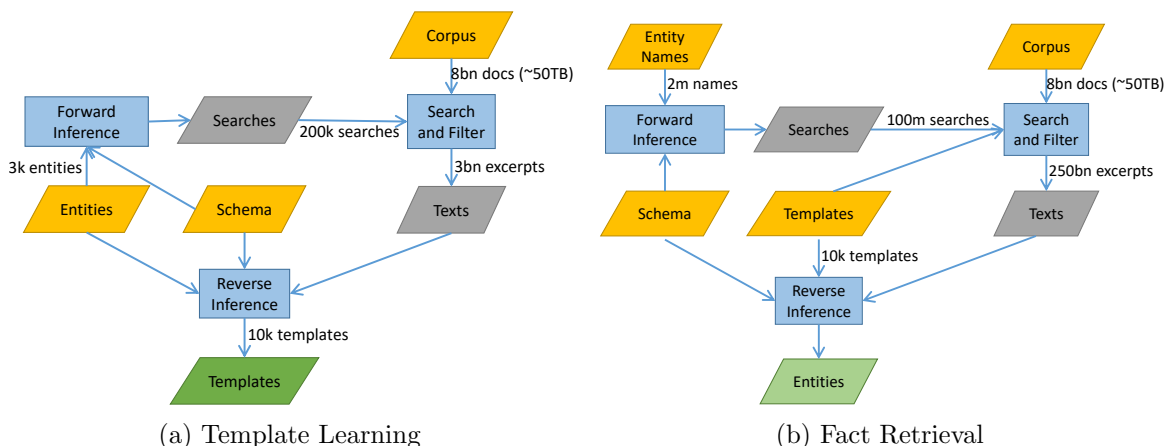 Corpus
8bn docs (~50TB)
Forward
Inference
Searches
200k searches
Search
and Filter
3k entities
3bn excerpts
Entities
Schema
Texts
Reverse
Inference
10k templates
Templates
(a) Template Learning
Entity
Names
2m names
Corpus
8bn docs (~50TB)
Forward
Inference
Searches
100m searches
Search
and Filter
250bn excerpts
Schema
Templates
Texts
10k templates
Reverse
Inference
Entities
(b) Fact Retrieval